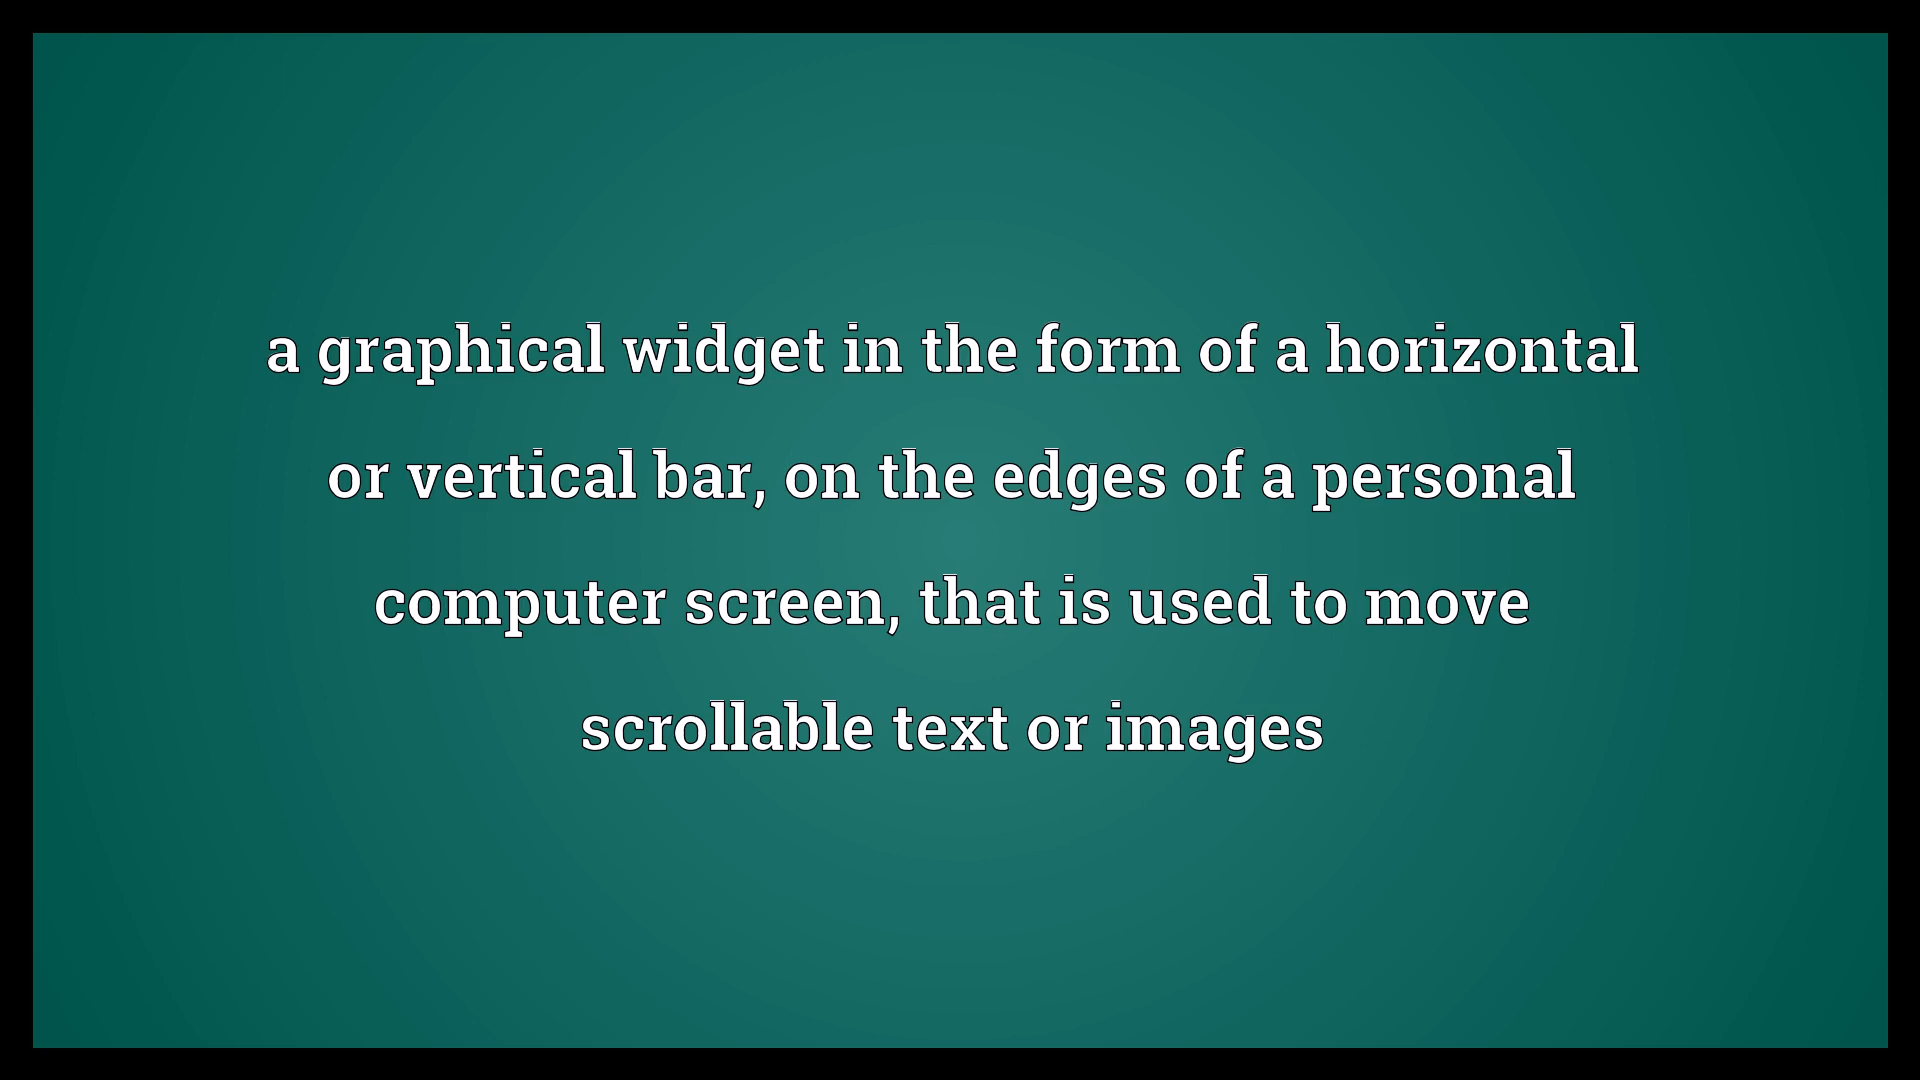 a graphical widget in the form of a horizontal
or vertical bar, on the edges of a personal
computer screen, that is used to move
scrollable text or images